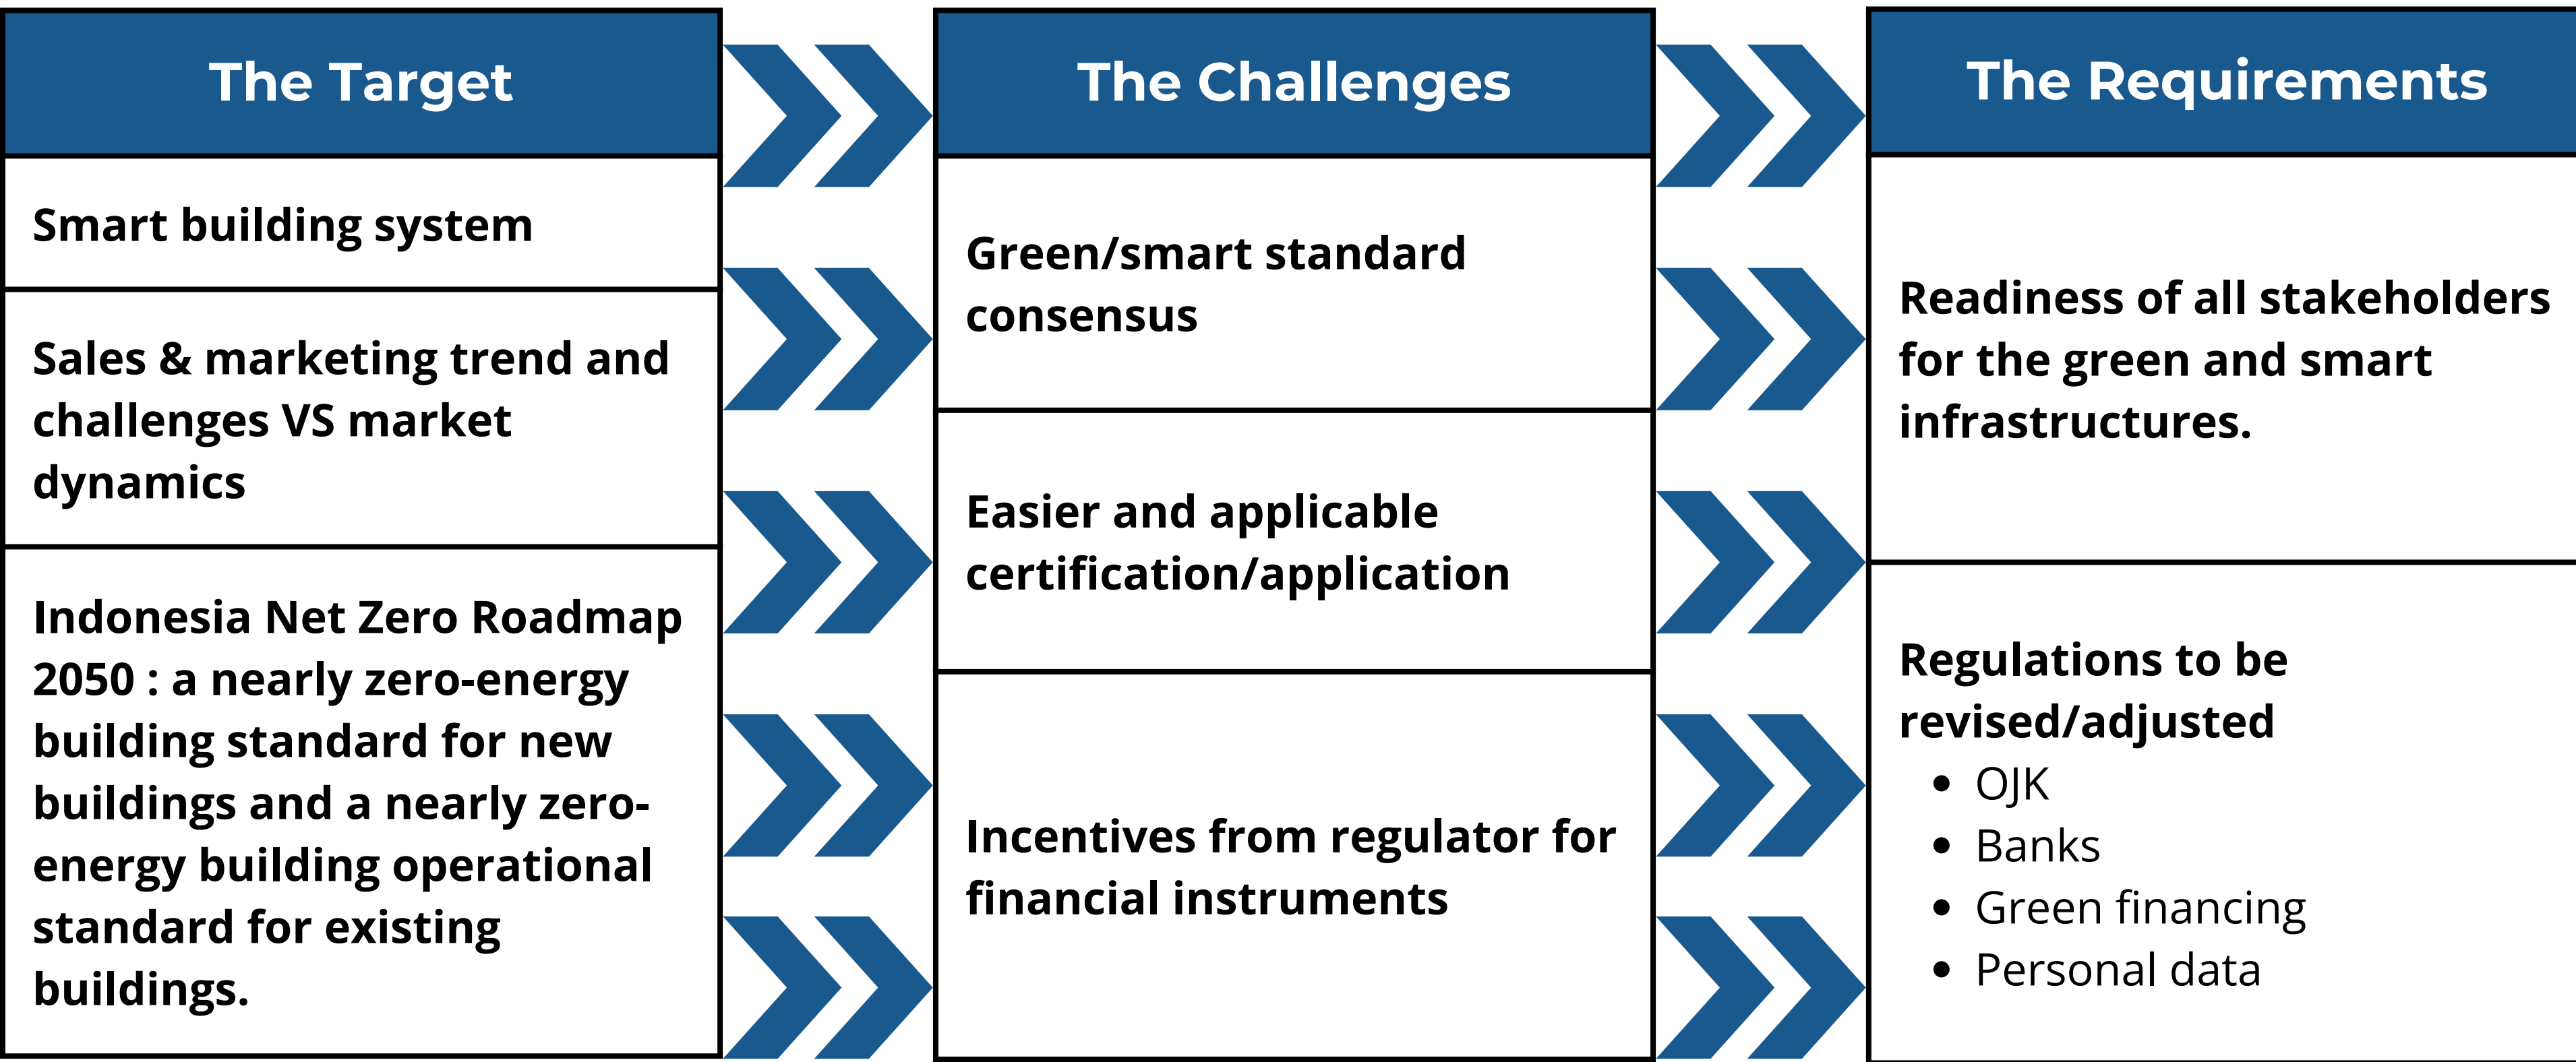 The Target
Smart building system
Sales & marketing trend and
challenges VS market
dynamics
Indonesia Net Zero Roadmap
2050 : a nearly zero-energy
building standard for new
buildings and a nearly zero-
energy building operational
standard for existing
buildings.
The Challenges
Green/smart standard
consensus
Easier and applicable
certification/application
Incentives from regulator for
financial instruments
The Requirements
Readiness of all stakeholders
for the green and smart
infrastructures.
Regulations to be
revised/adjusted
• OJK
• Banks
• Green financing
• Personal data